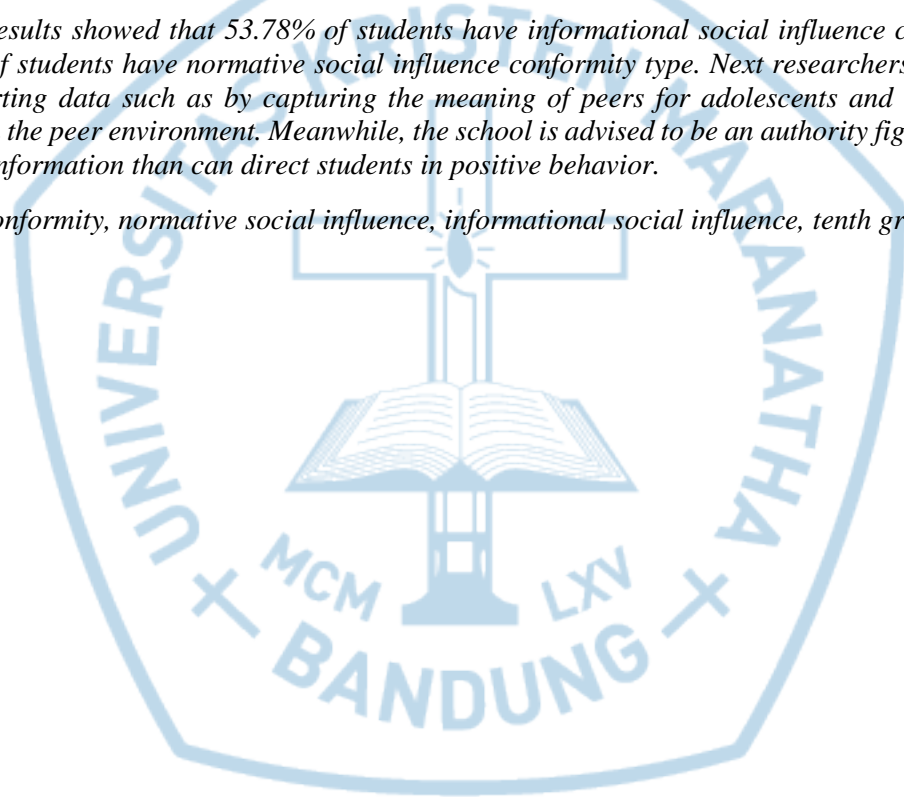 esults showed that 53.78% of students have informational social influence c
f students have normative social influence conformity type. Next researchers
rting data such as by capturing the meaning of peers for adolescents and
the peer environment. Meanwhile, the school is advised to be an authority fig
nformation than can direct students in positive behavior.
onformity, normative social influence, informational social influence, tenth gr
UNIVERSITAS KRISTEN MARANATHA
MCM LXV
BANDUNG